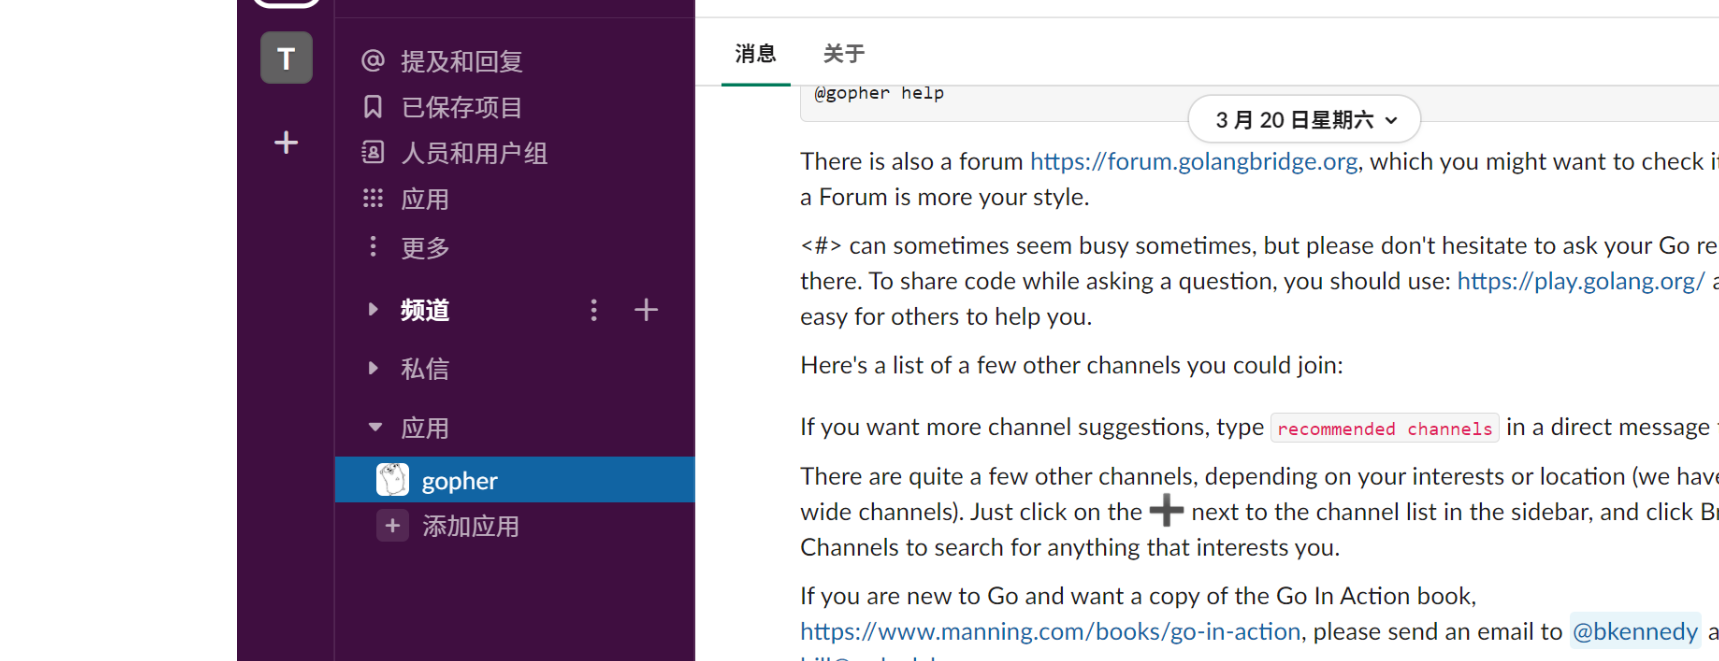 T
提及和回复
已保存项目
人员和用户组
应用
更多
频道
私信
应用
gopher
添加应用
消息 关于
@gopher help
3 月 20 日星期六
There is also a forum https://forum.golangbridge.org, which you might want to check
a Forum is more your style.
<#> can sometimes seem busy sometimes, but please don't hesitate to ask your Go
there. To share code while asking a question, you should use: https://play.golang.org/
easy for others to help you.
Here's a list of a few other channels you could join:
If you want more channel suggestions, type recommended channels in a direct message
There are quite a few other channels, depending on your interests or location (we have
wide channels). Just click on the ➕ next to the channel list in the sidebar, and click
Channels to search for anything that interests you.
If you are new to Go and want a copy of the Go In Action book,
https://www.manning.com/books/go-in-action, please send an email to @bkennedy